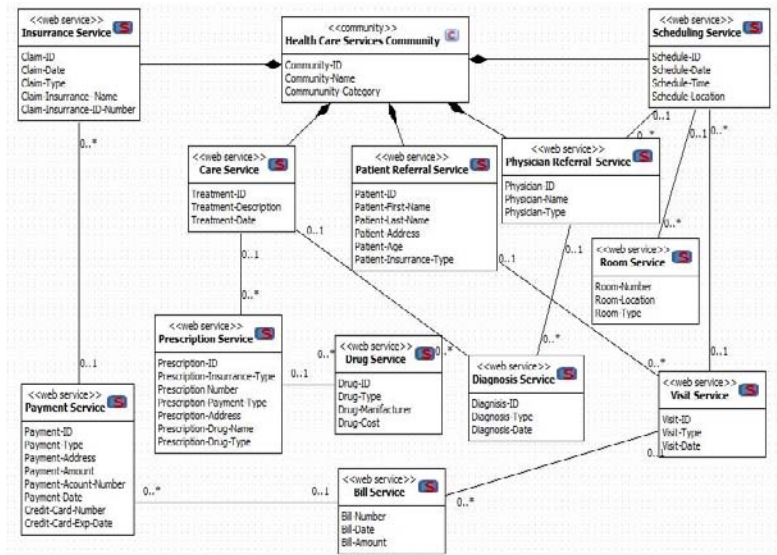 <<web service>>
Insurrance Service
Claim-ID
Claim-Date
Claim-Type
Claim-Insurrance-Name
Claim-Insurrance-ID-Number
<<community>>
Health Care Services Community
C
Community-ID
Community-Name
Commununity-Category
<<web service>>
Scheduling Service
Schedule-ID
Schedule-Date
Schedule-Time
Schedule-Location
0..*
0..1
0..*
0..*
<<web service>>
Care Service
Treatment-ID
Treatment-Description
Treatment-Date
<<web service>>
Patient Referral Service
Patient-ID
Patient-First-Name
Patient-Last-Name
Patient-Address
Patient-Age
Patient-Insurrance-Type
<<web service>>
Physician Referral Service
Physician-ID
Physician-Name
Physician-Type
0..1
0..1
0..1
0..1
0..*
<<web service>>
Room Service
Room-Number
Room-Location
Room-Type
0..*
<<web service>>
Prescription Service
Prescription-ID
Prescription-Insurrance-Type
Prescription Number
Prescription-Payment-Type
Prescription-Address
Prescription-Drug-Name
Prescription-Drug-Type
0..1
0..*
<<web service>>
Drug Service
Drug-ID
Drug-Type
Drug-Manifacturer
Drug-Cost
0..*
0..*
<<web service>>
Diagnosis Service
Diagnisis-ID
Diagnosis-Type
Diagnosis-Date
0..*
0..1
<<web service>>
Visit Service
Visit-ID
Visit-Type
Visit-Date
0..1
<<web service>>
Payment Service
Payment-ID
Payment-Type
Payment-Address
Payment-Amount
Payment-Acount-Number
Payment Date
Credit-Card-Number
Credit-Card-Exp-Date
0..*
0..1
<<web service>>
Bill Service
Bill-Number
Bill-Date
Bill-Amount
0..*